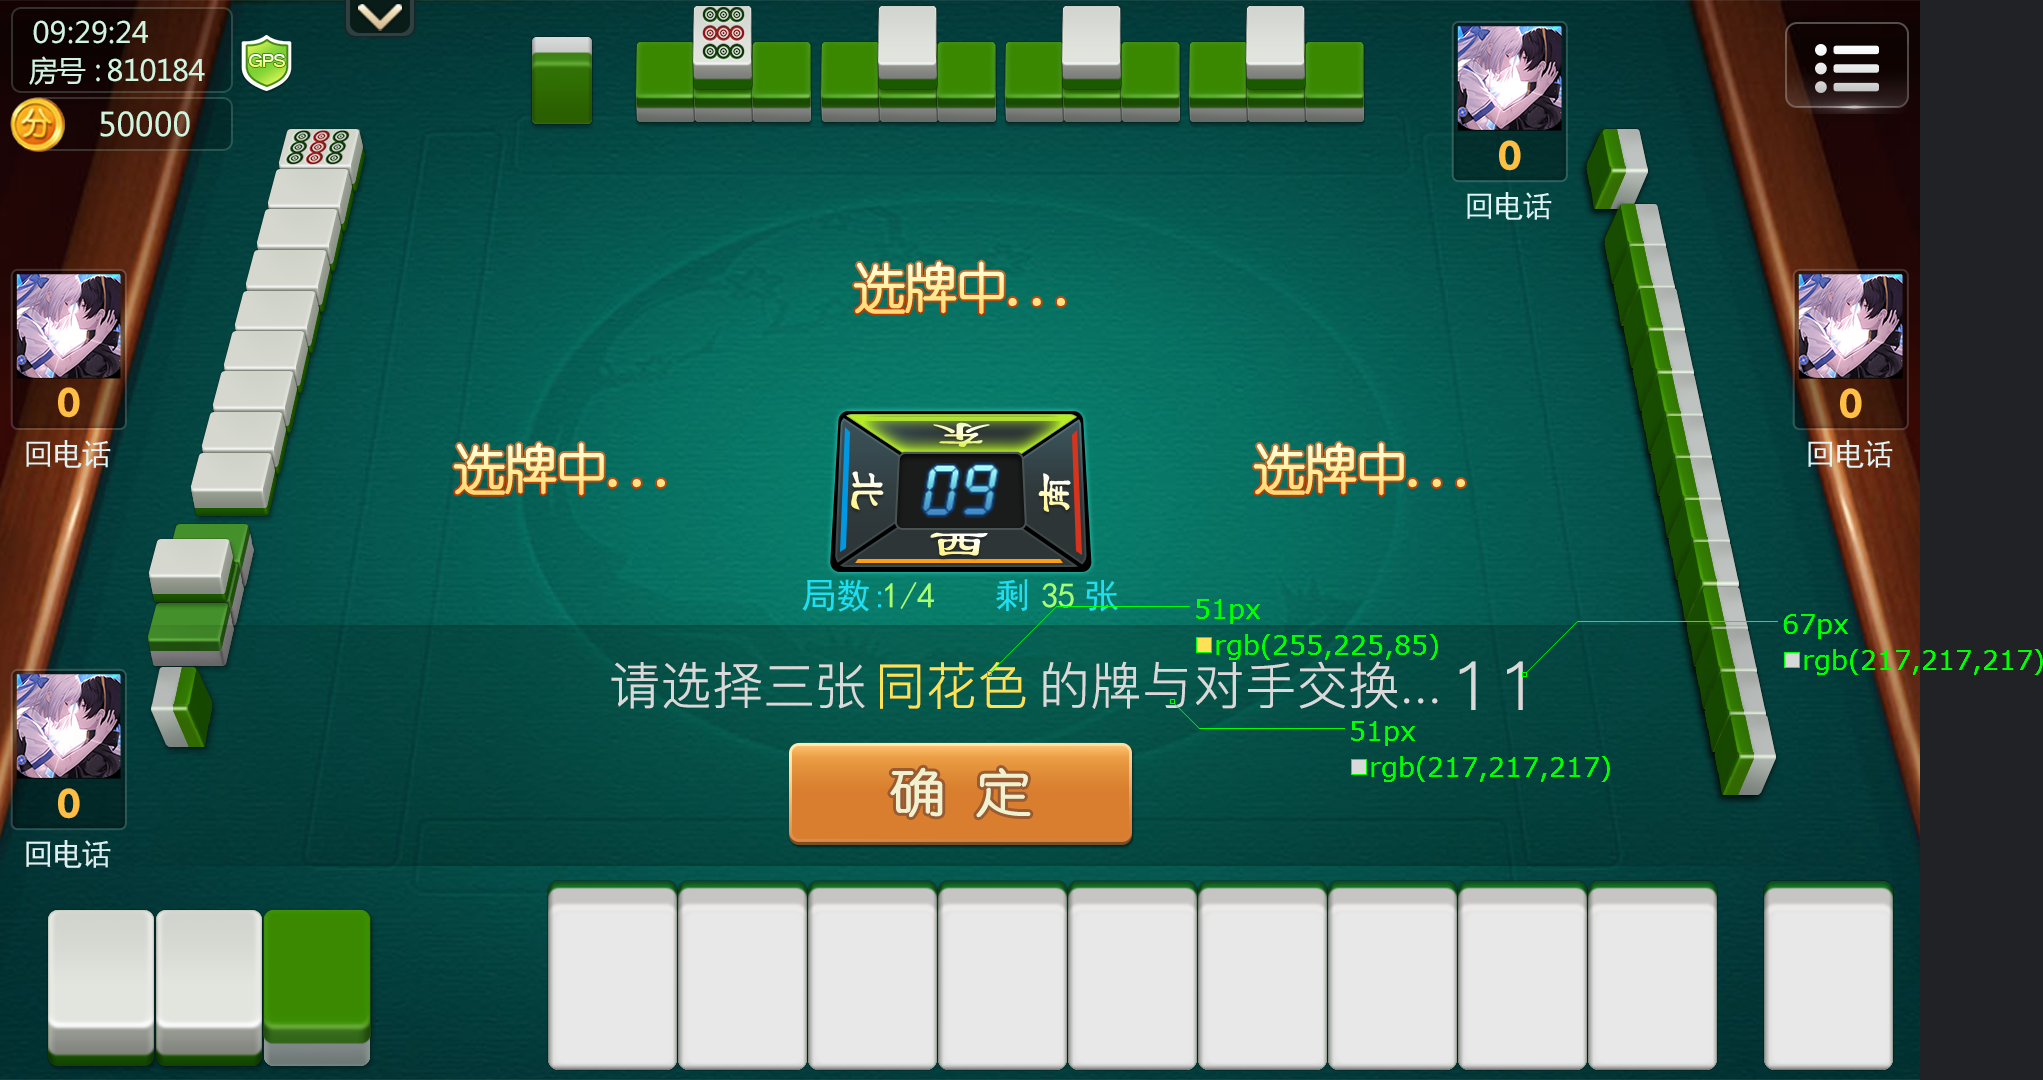 09:29:24
房号:810184
GPS
分 50000
0
回电话
0
回电话
0
回电话
0
回电话
选牌中...
选牌中...
选牌中...
东
北 09 南
西
局数:1/4 剩 35 张
51px
rgb(255,225,85)
67px
rgb(217,217,217)
请选择三张 同花色 的牌与对手交换... 11
51px
rgb(217,217,217)
确 定